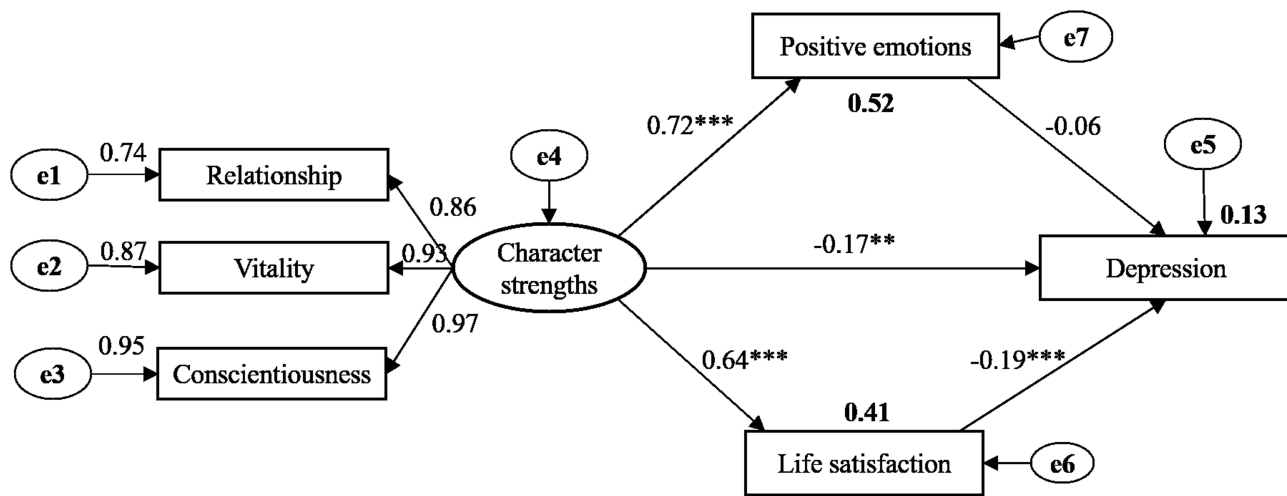 Positive emotions
e7
0.52
0.72***
-0.06
e4
e5
0.74
e1
Relationship
0.86
0.13
0.87
e2
Vitality
0.93
Character
strengths
-0.17**
Depression
0.95
e3
Conscientiousness
0.97
0.64***
-0.19***
0.41
Life satisfaction
e6